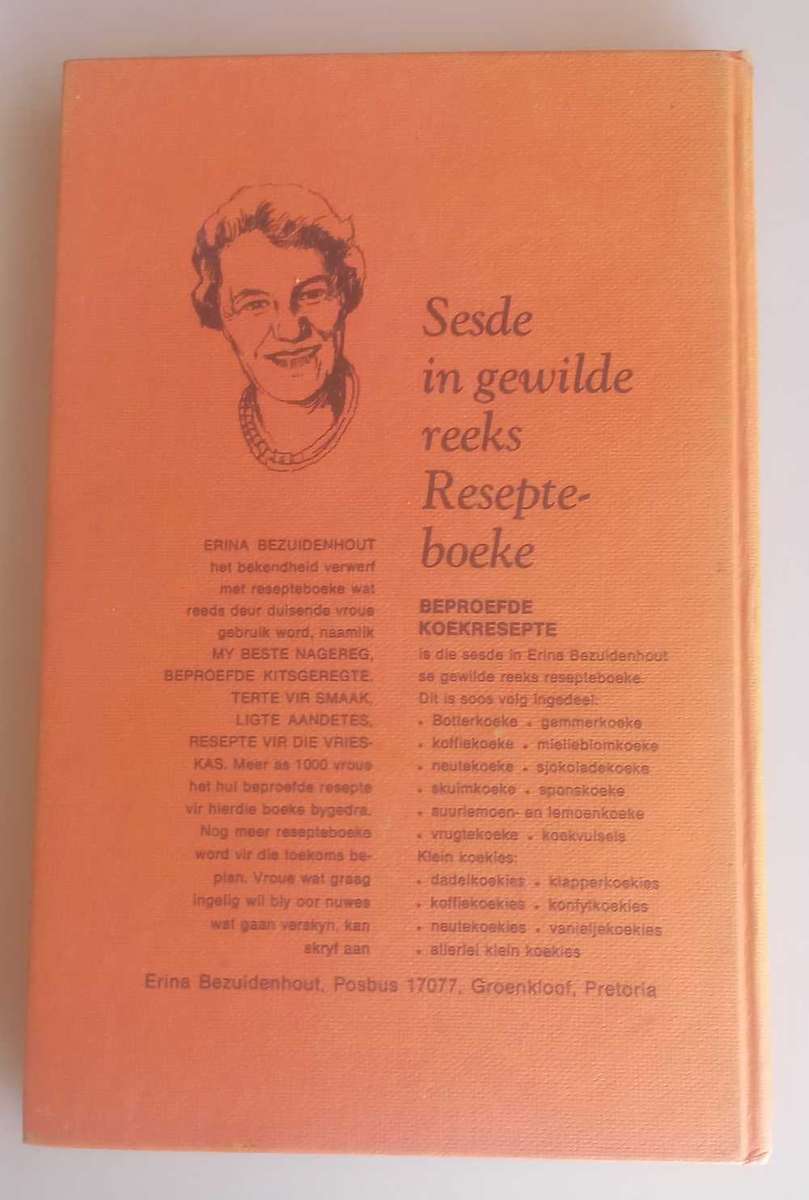 Sesde
in gewilde
reeks
Resepte-
boeke
ERINA BEZUIDENHOUT
het bekendheid verwerf
met resepteboeke wat
reeds deur duisende vroue
gebruik word, naamlik
MY BESTE NAGEREG,
BEPROEFDE KITSGEREGTE,
TERTE VIR SMAAK,
LIGTE AANDETES,
RESEPTE VIR DIE VRIES-
KAS. Meer as 1000 vroue
het hul beproefde resepte
vir hierdie boeke bygedra.
Nog meer resepteboeke
word vir die toekoms be-
plan. Vroue wat graag
ingelig wil bly oor nuwes
wat gaan verskyn, kan
skryf aan
BEPROEFDE
KOEKRESEPTE
is die sesde in Erina Bezuidenhout
se gewilde reeks resepteboeke.
Dit is soos volg ingedeel:
• Botterkoeke • gemmerkoeke
• koffiekoeke • mielieblomkoeke
• neutekoeke • sjokoladekoeke
• skuimkoeke • sponskoeke
• suurlemoen- en lemoenkoeke
• vrugtekoeke • koekvulsels
Klein koekies:
• dadelkoekies • klapperkoekies
• koffiekoekies • konfytkoekies
• neutekoekies • vanieljekoekies
• allerlei klein koekies
Erina Bezuidenhout, Posbus 17077, Groenkloof, Pretoria